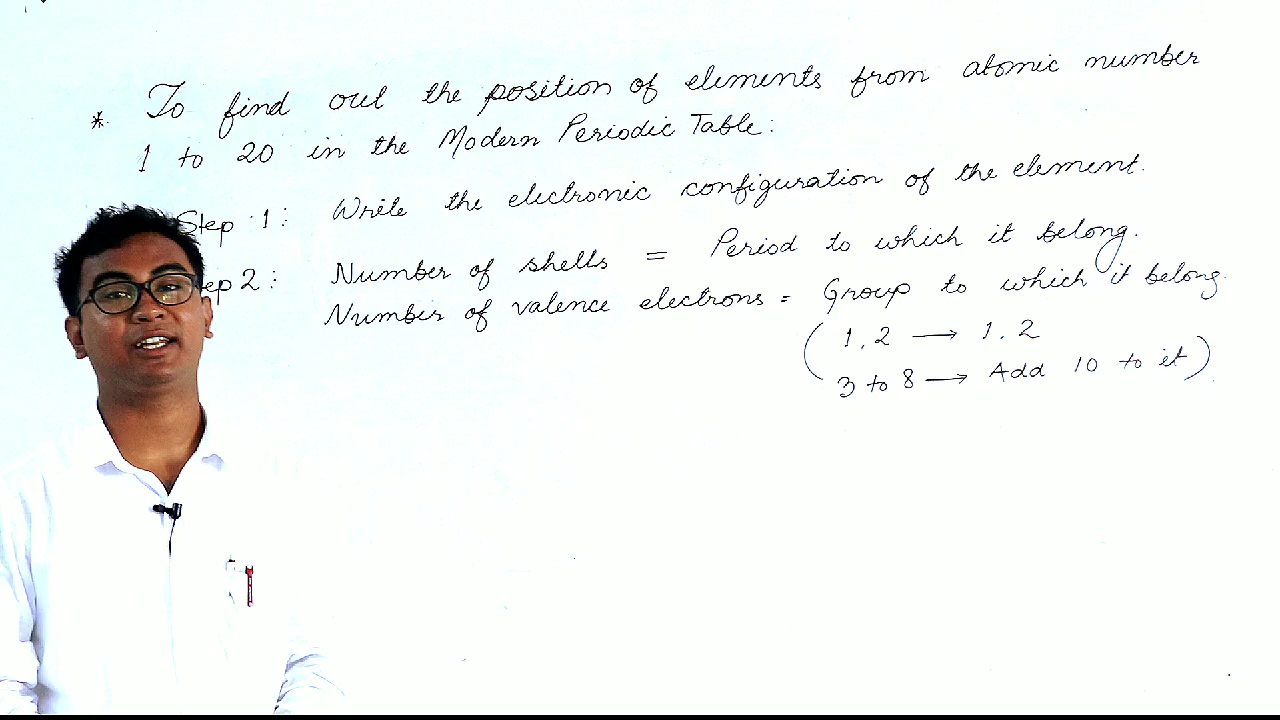 * To find out the position of elements from atomic number
1 to 20 in the Modern Periodic Table:
Step 1: Write the electronic configuration of the element.
ep 2: Number of shells = Period to which it belong.
Number of valence electrons = Group to which it belong.
(1, 2 → 1, 2
3 to 8 → Add 10 to it).